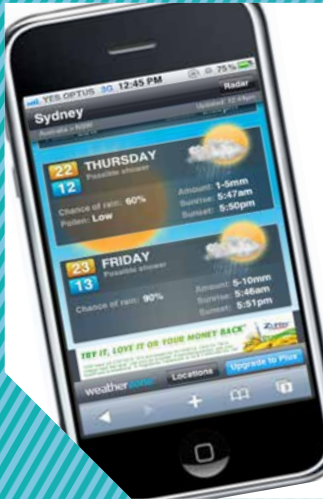 YES OPTUS 3G 12:45 PM 75%
Sydney
Radar
22 THURSDAY
12 Possible shower
Chance of rain: 60%
Pollen: Low
Amount: 1-5mm
Sunrise: 5:47am
Sunset: 5:50pm
23 FRIDAY
13 Possible shower
Chance of rain: 90%
Amount: 5-10mm
Sunrise: 5:46am
Sunset: 5:51pm
TRY IT, LOVE IT OR YOUR MONEY BACK
weatherzone Locations Upgrade to Plus